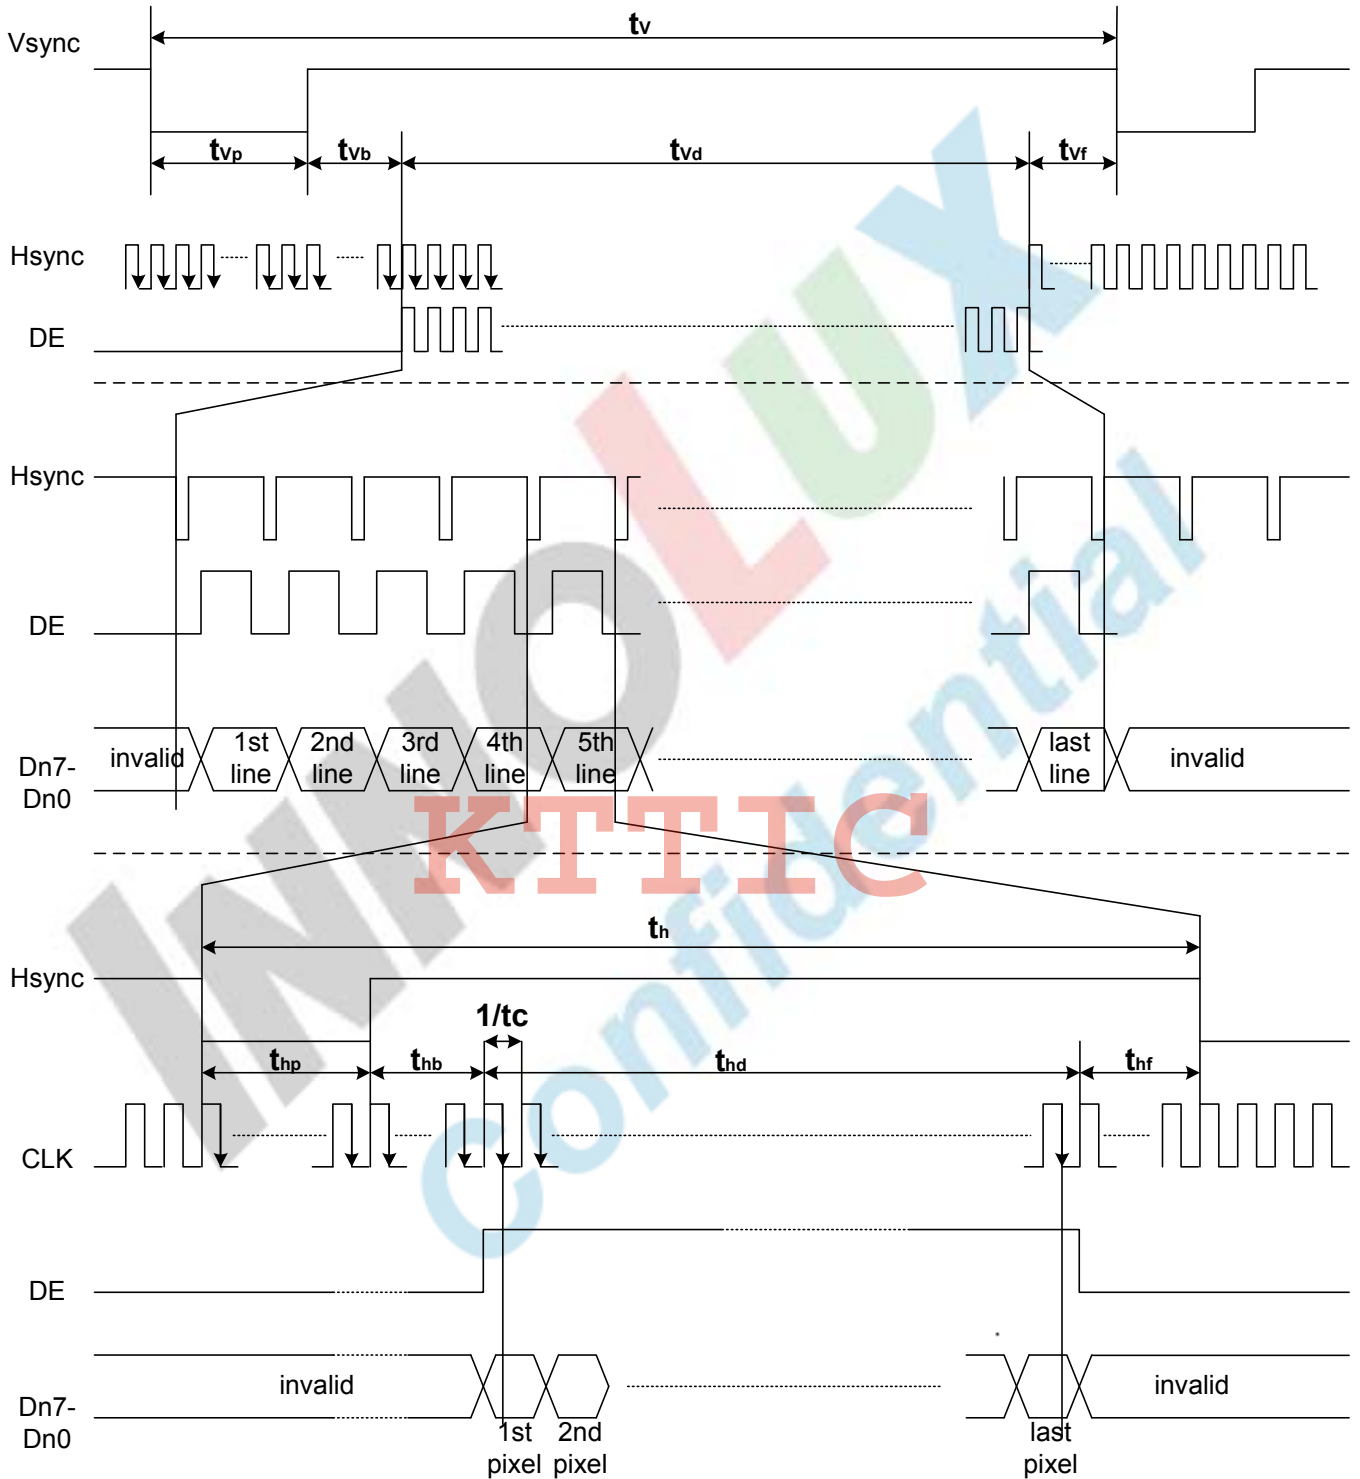 tv
Vsync
tvp tvb tvd tvf
Hsync
DE
Hsync
DE
invalid 1st line 2nd line 3rd line 4th line 5th line last line invalid
Dn7-
Dn0
KTTIC
INNOLUX
Confidential
th
Hsync
1/tc
thp thb thd thf
CLK
DE
invalid invalid
Dn7-
Dn0
1st pixel 2nd pixel last pixel